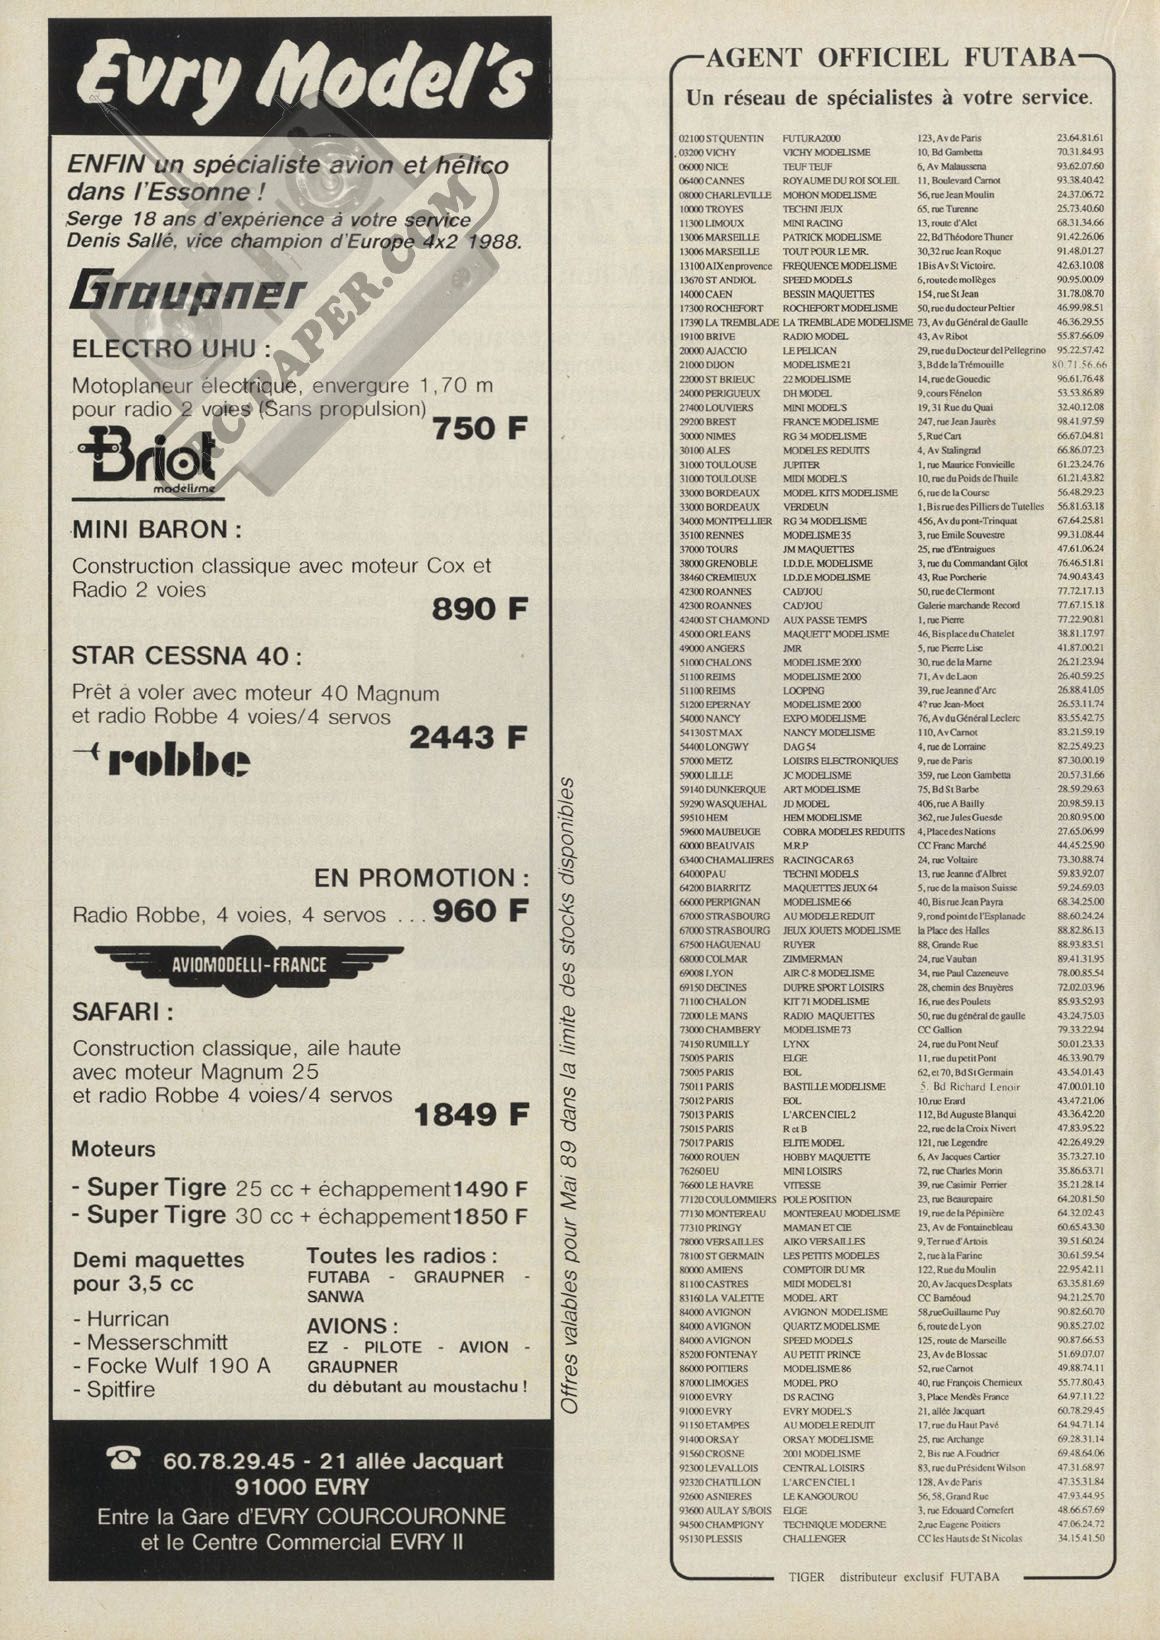 Evry Model's
ENFIN un spécialiste avion et hélico
dans l'Essonne !
Serge 18 ans d'expérience à votre service
Denis Sallé, vice champion d'Europe 4x2 1988.
Graupner
ELECTRO UHU :
Motoplaneur électrique, envergure 1,70 m
pour radio 2 voies (Sans propulsion)
750 F
Briot
modelisme
MINI BARON :
Construction classique avec moteur Cox et
Radio 2 voies
890 F
STAR CESSNA 40 :
Prêt à voler avec moteur 40 Magnum
et radio Robbe 4 voies/4 servos
2443 F
robbe
EN PROMOTION :
Radio Robbe, 4 voies, 4 servos ... 960 F
AVIOMODELLI-FRANCE
SAFARI :
Construction classique, aile haute
avec moteur Magnum 25
et radio Robbe 4 voies/4 servos
1849 F
Moteurs
- Super Tigre 25 cc + échappement 1490 F
- Super Tigre 30 cc + échappement 1850 F
Demi maquettes
pour 3,5 cc
- Hurrican
- Messerschmitt
- Focke Wulf 190 A
- Spitfire
Toutes les radios :
FUTABA - GRAUPNER -
SANWA
AVIONS :
EZ - PILOTE - AVION -
GRAUPNER
du débutant au moustachu !
☎ 60.78.29.45 - 21 allée Jacquart
91000 EVRY
Entre la Gare d'EVRY COURCOURONNE
et le Centre Commercial EVRY II
Offres valables pour Mai 89 dans la limite des stocks disponibles
RC-PAPER.COM
AGENT OFFICIEL FUTABA
Un réseau de spécialistes à votre service.
02100 ST QUENTIN FUTURA2000 123, Av de Paris 23.64.81.61
03200 VICHY VICHY MODELISME 10, Bd Gambetta 70.31.84.93
06000 NICE TEUF TEUF 6, Av Malaussena 93.62.07.60
06400 CANNES ROYAUME DU ROI SOLEIL 11, Boulevard Carnot 93.38.40.42
08000 CHARLEVILLE MOHON MODELISME 56, rue Jean Moulin 24.37.06.72
10000 TROYES TECHNI JEUX 65, rue Turenne 25.73.40.60
11300 LIMOUX MINI RACING 13, route d'Alet 68.31.34.66
13006 MARSEILLE PATRICK MODELISME 22, Bd Théodore Thuner 91.42.26.06
13006 MARSEILLE TOUT POUR LE MR. 30,32 rue Jean Roque 91.48.01.27
13100 AIX en provence FREQUENCE MODELISME 1 Bis Av St Victoire. 42.63.10.08
13670 ST ANDIOL SPEED MODELS 6, route de molièges 90.95.00.09
14000 CAEN BESSIN MAQUETTES 154, rue St Jean 31.78.08.70
17300 ROCHEFORT ROCHEFORT MODELISME 50, rue du docteur Peltier 46.99.98.51
17390 LA TREMBLADE LA TREMBLADE MODELISME 73, Av du Général de Gaulle 46.36.29.55
19100 BRIVE RADIO MODEL 43, Av Ribot 55.87.66.09
20000 AJACCIO LE PELICAN 29, rue du Docteur del Pellegrino 95.22.57.42
21000 DIJON MODELISME 21 3, Bd de la Trémouille 80.71.56.66
22000 ST BRIEUC 22 MODELISME 14, rue de Gouedic 96.61.76.48
24000 PERIGUEUX DH MODEL 9, cours Fénelon 53.53.86.89
27400 LOUVIERS MINI MODEL'S 19, 31 Rue du Quai 32.40.12.08
29200 BREST FRANCE MODELISME 247, rue Jean Jaurès 98.41.97.59
30000 NIMES RG 34 MODELISME 5, Rue Cart 66.67.04.81
30100 ALES MODELES REDUITS 4, Av Stalingrad 66.86.07.23
31000 TOULOUSE JUPITER 1, rue Maurice Fonvieille 61.23.24.76
31000 TOULOUSE MIDI MODEL'S 10, rue du Poids de l'huile 61.21.43.82
33000 BORDEAUX MODEL KITS MODELISME 6, rue de la Course 56.48.29.23
33000 BORDEAUX VERDEUN 1, Bis rue des Pilliers de Tutelles 56.81.63.18
34000 MONTPELLIER RG 34 MODELISME 456, Av du pont-Trinquat 67.64.25.81
35100 RENNES MODELISME 35 3, rue Emile Souvestre 99.31.08.44
37000 TOURS JM MAQUETTES 25, rue d'Entraigues 47.61.06.24
38000 GRENOBLE I.D.D.E. MODELISME 3, rue du Commandant Gilot 76.46.51.81
38460 CREMIEUX I.D.D.E MODELISME 43, Rue Porcherie 74.90.43.43
42300 ROANNES CAD'JOU 50, rue de Clermont 77.72.17.13
42300 ROANNES CAD'JOU Galerie marchande Record 77.67.15.18
42400 ST CHAMOND AUX PASSE TEMPS 1, rue Pierre 77.22.90.81
45000 ORLEANS MAQUETT' MODELISME 46, Bis place du Chatelet 38.81.17.97
49000 ANGERS JMR 5, rue Pierre Lise 41.87.00.21
51000 CHALONS MODELISME 2000 30, rue de la Marne 26.21.23.94
51100 REIMS MODELISME 2000 71, Av de Laon 26.40.59.25
51100 REIMS LOOPING 39, rue Jeanne d'Arc 26.88.41.05
51200 EPERNAY MODELISME 2000 4? rue Jean-Moet 26.53.11.74
54000 NANCY EXPO MODELISME 76, Av du Général Leclerc 83.55.42.75
54130 ST MAX NANCY MODELISME 110, Av Carnot 83.21.59.19
54400 LONGWY DAG 54 4, rue de Lorraine 82.25.49.23
57000 METZ LOISIRS ELECTRONIQUES 9, rue de Paris 87.30.00.19
59000 LILLE JC MODELISME 359, rue Leon Gambetta 20.57.31.66
59140 DUNKERQUE ART MODELISME 75, Bd St Barbe 28.59.29.63
59290 WASQUEHAL JD MODEL 406, rue A Bailly 20.98.59.13
59510 HEM HEM MODELISME 362, rue Jules Guesde 20.80.95.00
59600 MAUBEUGE COBRA MODELES REDUITS 4, Place des Nations 27.65.06.99
60000 BEAUVAIS M.R.P CC Franc Marché 44.45.25.90
63400 CHAMALIERES RACING CAR 63 24, rue Voltaire 73.30.88.74
64000 PAU TECHNI MODELS 13, rue Jeanne d'Albret 59.83.92.07
64200 BIARRITZ MAQUETTES JEUX 64 5, rue de la maison Suisse 59.24.69.03
66000 PERPIGNAN MODELISME 66 40, Bis rue Jean Payra 68.34.25.00
67000 STRASBOURG AU MODELE REDUIT 9, rond point de l'Esplanade 88.60.24.24
67000 STRASBOURG JEUX JOUETS MODELISME la Place des Halles 88.82.86.13
67500 HAGUENAU RUYER 88, Grande Rue 88.93.83.51
68000 COLMAR ZIMMERMAN 24, rue Vauban 89.41.31.95
69008 LYON AIR C-8 MODELISME 34, rue Paul Cazeneuve 78.00.85.54
69150 DECINES DUPRE SPORT LOISIRS 28, chemin des Bruyères 72.02.03.96
71100 CHALON KIT 71 MODELISME 16, rue des Poulets 85.93.52.93
72000 LE MANS RADIO MAQUETTES 50, rue du général de gaulle 43.24.75.03
73000 CHAMBERY MODELISME 73 CC Gallion 79.33.22.94
74150 RUMILLY LYNX 24, rue du Pont Neuf 50.01.23.33
75005 PARIS ELGE 11, rue du petit Pont 46.33.90.79
75005 PARIS EOL 62, et 70, Bd St Germain 43.54.01.43
75011 PARIS BASTILLE MODELISME 5. Bd Richard Lenoir 47.00.01.10
75012 PARIS EOL 10, rue Erard 43.47.21.06
75013 PARIS L'ARC EN CIEL 2 112, Bd Auguste Blanqui 43.36.42.20
75015 PARIS R et B 22, rue de la Croix Nivert 47.83.95.22
75017 PARIS ELITE MODEL 121, rue Legendre 42.26.49.29
76000 ROUEN HOBBY MAQUETTE 6, Av Jacques Cartier 35.73.27.10
76260 EU MINI LOISIRS 72, rue Charles Morin 35.86.63.71
76600 LE HAVRE VITESSE 39, rue Casimir Perrier 35.21.28.14
77120 COULOMMIERS POLE POSITION 23, rue Beaurepaire 64.20.81.50
77130 MONTEREAU MONTEREAU MODELISME 19, rue de la Pépinière 64.32.02.43
77310 PRINGY MAMAN ET CIE 23, Av de Fontainebleau 60.65.43.30
78000 VERSAILLES AIKO VERSAILLES 9, Ter rue d'Artois 39.51.60.24
78100 ST GERMAIN LES PETITS MODELES 2, rue à la Farine 30.61.59.54
80000 AMIENS COMPTOIR DU MR 122, Rue du Moulin 22.95.42.11
81100 CASTRES MIDI MODEL'81 20, Av Jacques Desplats 63.35.81.69
83160 LA VALETTE MODEL ART CC Baméoud 94.21.25.70
84000 AVIGNON AVIGNON MODELISME 58, rue Guillaume Puy 90.82.60.70
84000 AVIGNON QUARTZ MODELISME 6, route de Lyon 90.85.27.02
84000 AVIGNON SPEED MODELS 125, route de Marseille 90.87.66.53
85200 FONTENAY AU PETIT PRINCE 23, Av de Blossac 51.69.07.07
86000 POITIERS MODELISME 86 52, rue Carnot 49.88.74.11
87000 LIMOGES MODEL PRO 40, rue François Chemieux 55.77.80.43
91000 EVRY DS RACING 3, Place Mendès France 64.97.11.22
91000 EVRY EVRY MODEL'S 21, allée Jacquart 60.78.29.45
91150 ETAMPES AU MODELE REDUIT 17, rue du Haut Pavé 64.94.71.14
91400 ORSAY ORSAY MODELISME 25, rue Archange 69.28.31.14
91560 CROSNE 2001 MODELISME 2, Bis rue A. Foudrier 69.48.64.06
92300 LEVALLOIS CENTRAL LOISIRS 83, rue du Président Wilson 47.31.68.97
92320 CHATILLON L'ARC EN CIEL 1 128, Av de Paris 47.35.31.84
92600 ASNIERES LE KANGOUROU 56, 58, Grand Rue 47.93.44.95
93600 AULAY S/BOIS ELGE 3, rue Edouard Cornefert 48.66.67.69
94500 CHAMPIGNY TECHNIQUE MODERNE 2, rue Eugene Poitiers 47.06.24.72
95130 PLESSIS CHALLENGER CC les Hauts de St Nicolas 34.15.41.50
TIGER distributeur exclusif FUTABA